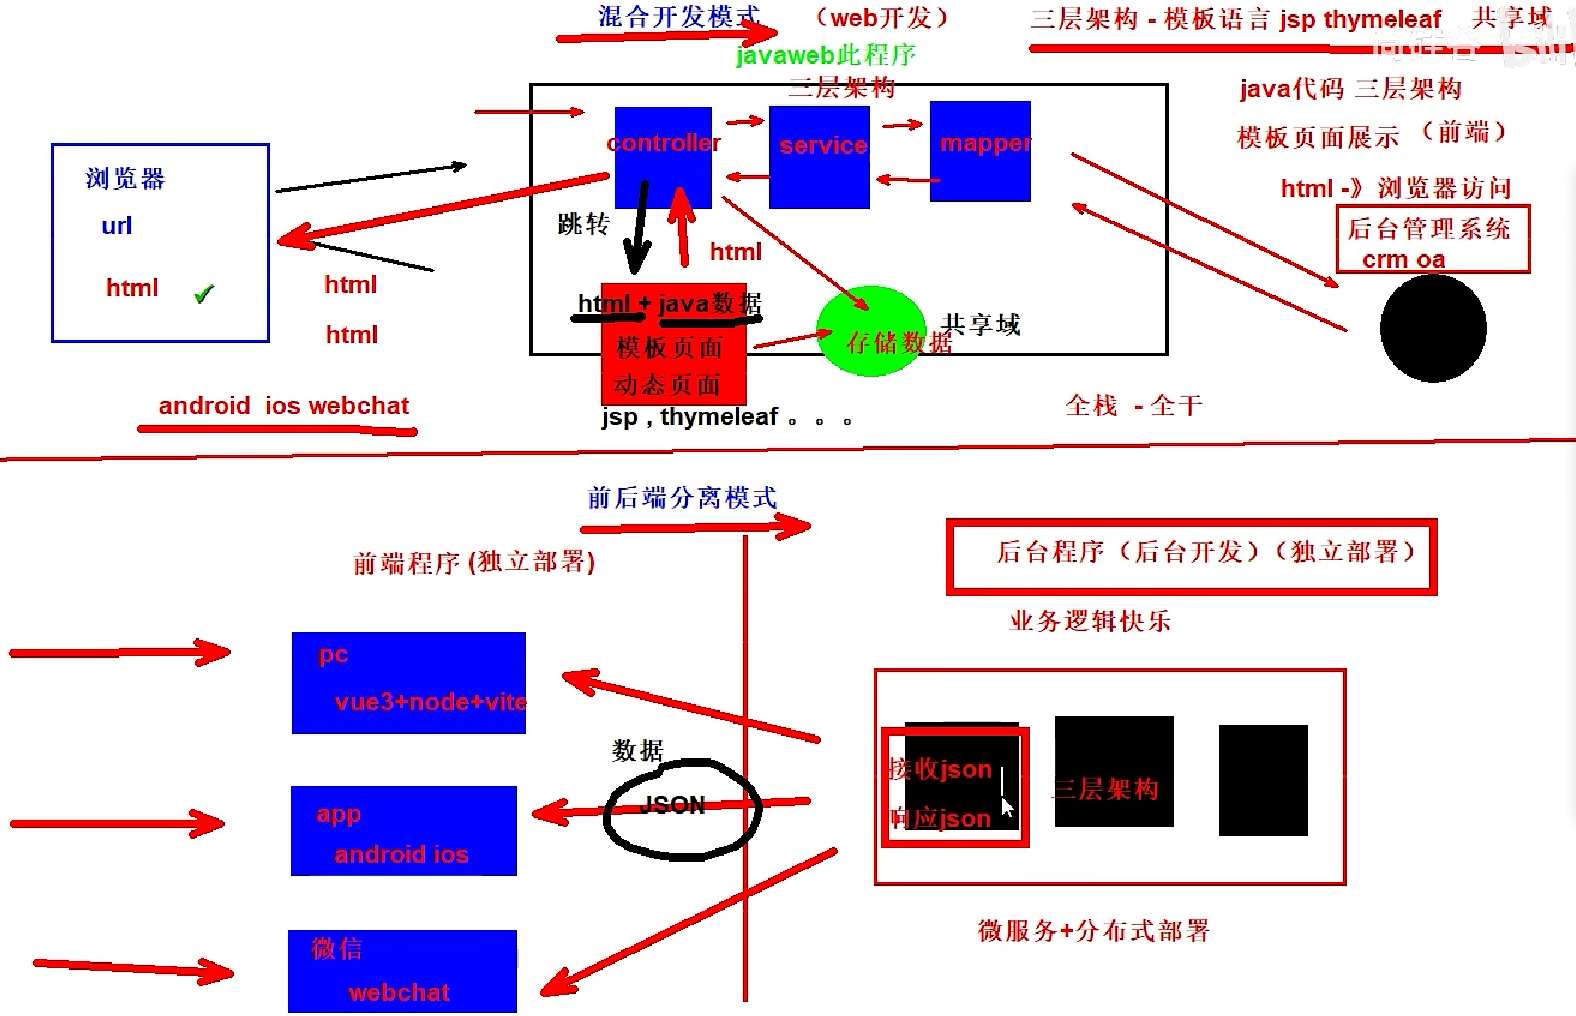 混合开发模式 （web开发） 三层架构 - 模板语言 jsp thymeleaf 共享域
尚硅谷 bilibili
javaweb此程序
三层架构
java代码 三层架构
模板页面展示 （前端）
html -》浏览器访问
后台管理系统
crm oa
浏览器
url
html
controller
service
mapper
跳转
html
html
html
html + java数据
模板页面
动态页面
jsp , thymeleaf 。。。
存储数据
共享域
android ios webchat
全栈 - 全干
前后端分离模式
前端程序 (独立部署)
后台程序（后台开发）（独立部署）
业务逻辑快乐
pc
vue3+node+vite
数据
JSON
app
android ios
微信
webchat
接收json
响应json
三层架构
微服务+分布式部署